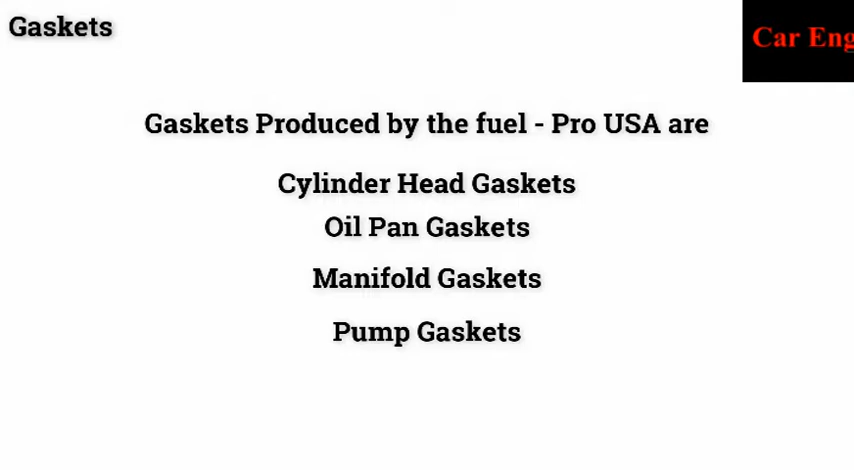 Gaskets
Car Eng
Gaskets Produced by the fuel - Pro USA are
Cylinder Head Gaskets
Oil Pan Gaskets
Manifold Gaskets
Pump Gaskets